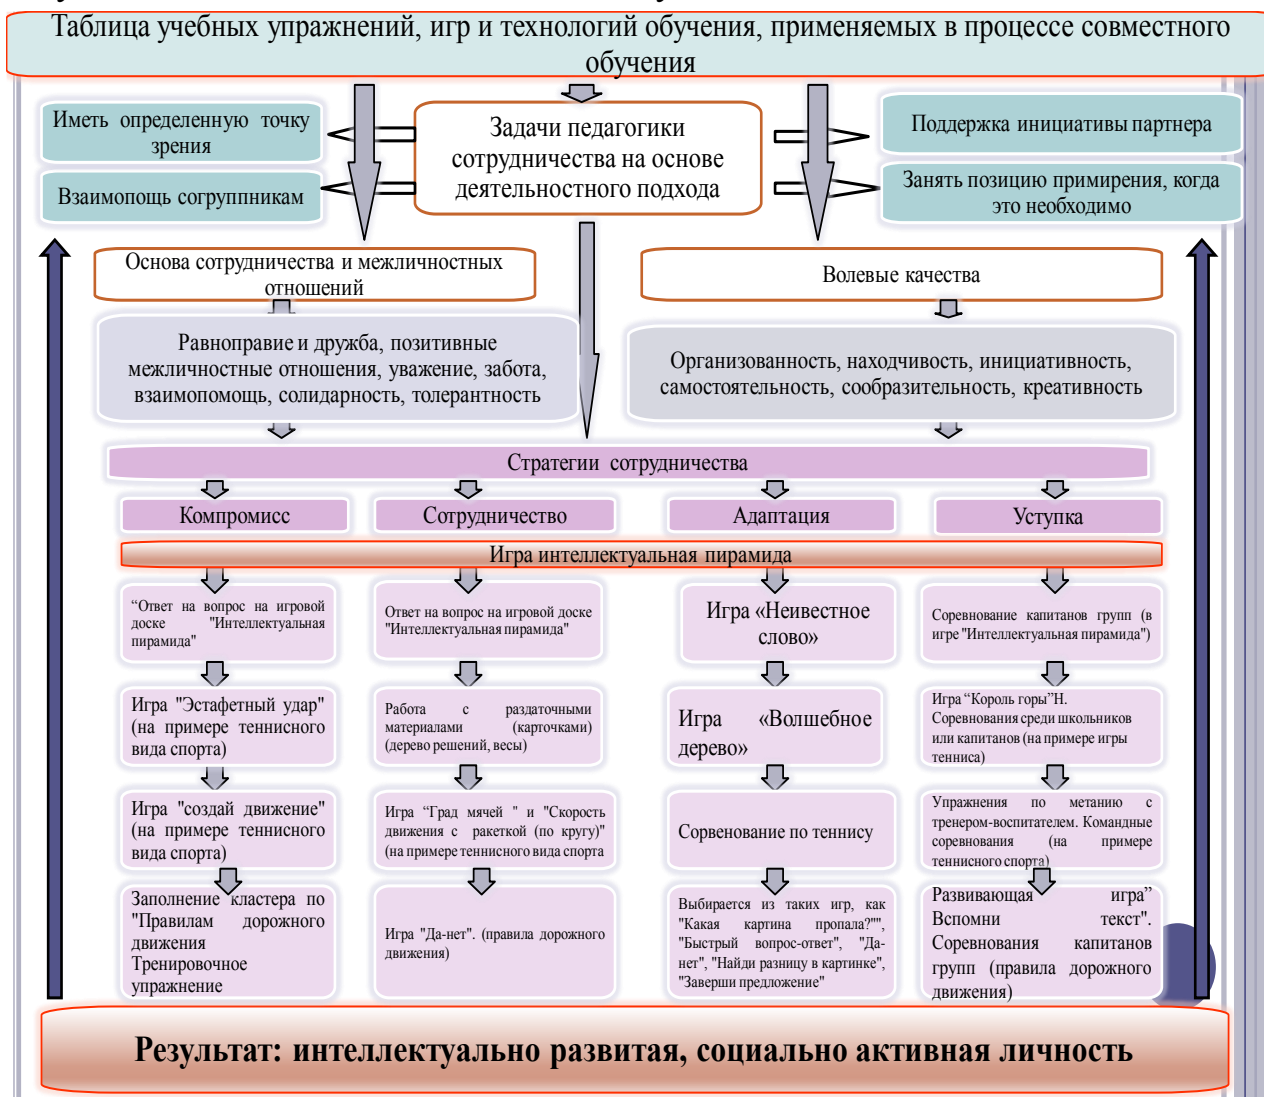 Таблица учебных упражнений, игр и технологий обучения, применяемых в процессе совместного
обучения
Иметь определенную точку
зрения
Взаимопощь согруппникам
Задачи педагогики
сотрудничества на основе
деятельностного подхода
Поддержка инициативы партнера
Занять позицию примирения, когда
это необходимо
Основа сотрудничества и межличностных
отношений
Волевые качества
Равноправие и дружба, позитивные
межличностные отношения, уважение, забота,
взаимопомощь, солидарность, толерантность
Организованность, находчивость, инициативность,
самостоятельность, сообразительность, креативность
Стратегии сотрудничества
Компромисс
Сотрудничество
Адаптация
Уступка
Игра интеллектуальная пирамида
“Ответ на вопрос на игровой
доске "Интеллектуальная
пирамида"
Ответ на вопрос на игровой доске
"Интеллектуальная пирамида"
Игра «Неивестное
слово»
Соревнование капитанов групп (в
игре "Интеллектуальная пирамида")
Игра "Эстафетный удар"
(на примере теннисного
вида спорта)
Работа с раздаточными
материалами (карточками)
(дерево решений, весы)
Игра «Волшебное
дерево»
Игра “Король горы”Н.
Соревнования среди школьников
или капитанов (на примере игры
тенниса)
Игра "создай движение"
(на примере теннисного
вида спорта)
Игра “Град мячей " и "Скорость
движения с ракеткой (по кругу)"
(на примере теннисного вида спорта
Сорвенование по теннису
Упражнения по метанию с
тренером-воспитателем. Командные
соревнования (на примере
теннисного спорта)
Заполнение кластера по
"Правилам дорожного
движения
Тренировочное
упражнение
Игра "Да-нет". (правила дорожного
движения)
Выбирается из таких игр, как
"Какая картина пропала?"",
"Быстрый вопрос-ответ", "Да-
нет", "Найди разницу в картинке",
"Заверши предложение"
Развивающая игра”
Вспомни текст".
Соревнования капитанов
групп (правила дорожного
движения)
Результат: интеллектуально развитая, социально активная личность